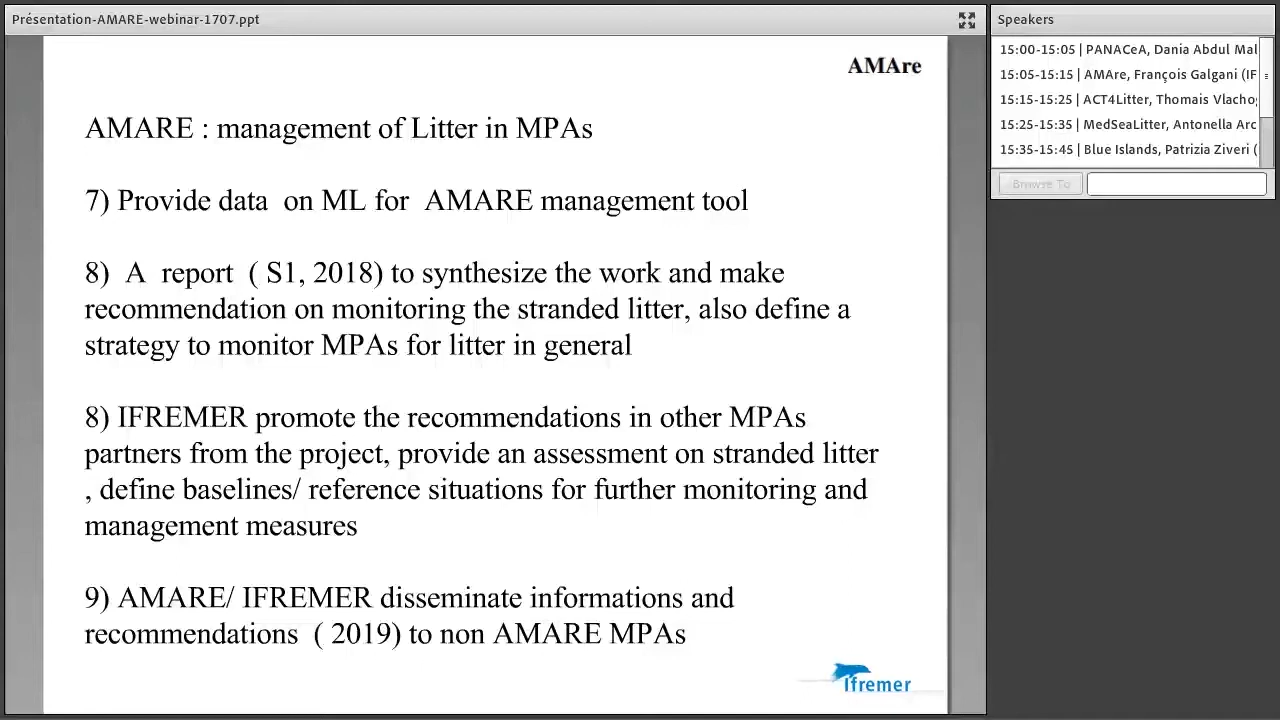 Présentation-AMARE-webinar-1707.ppt
AMAre
AMARE : management of Litter in MPAs
7) Provide data on ML for AMARE management tool
8) A report ( S1, 2018) to synthesize the work and make
recommendation on monitoring the stranded litter, also define a
strategy to monitor MPAs for litter in general
8) IFREMER promote the recommendations in other MPAs
partners from the project, provide an assessment on stranded litter
, define baselines/ reference situations for further monitoring and
management measures
9) AMARE/ IFREMER disseminate informations and
recommendations ( 2019) to non AMARE MPAs
Ifremer
Speakers
15:00-15:05 | PANACeA, Dania Abdul Mal
15:05-15:15 | AMAre, François Galgani (IF
15:15-15:25 | ACT4Litter, Thomais Vlacho
15:25-15:35 | MedSeaLitter, Antonella Arc
15:35-15:45 | Blue Islands, Patrizia Ziveri (
Browse To